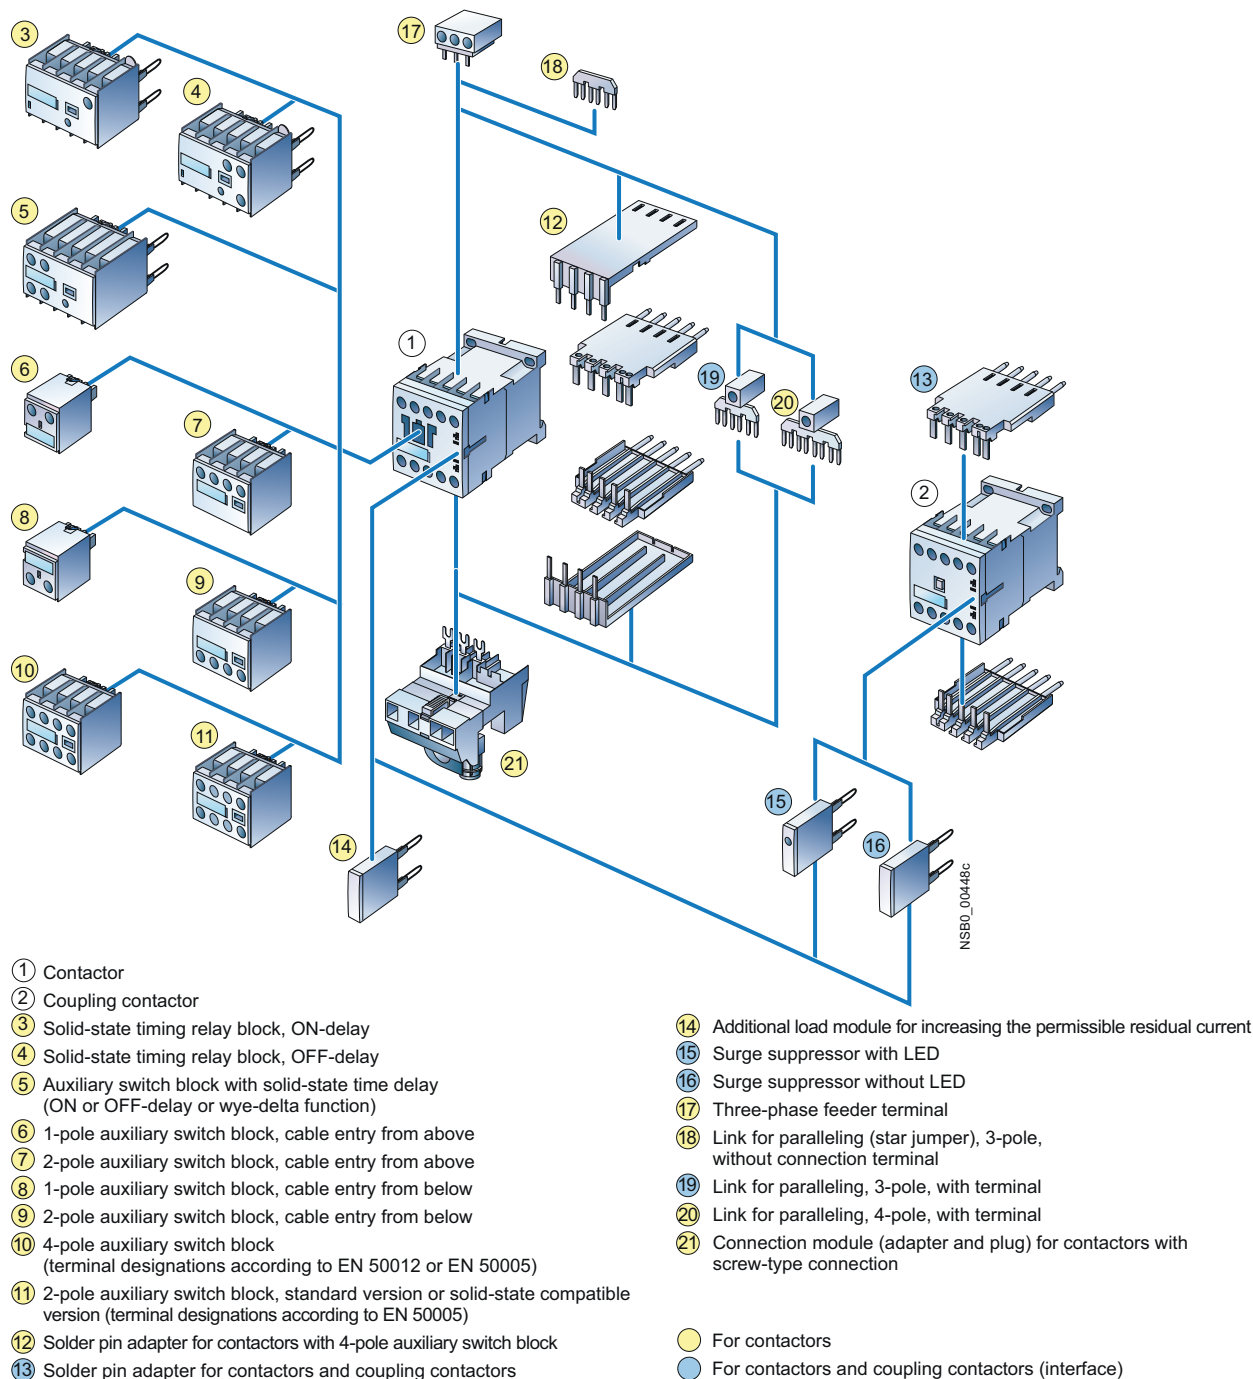 3
17
18
4
5
12
1
6
19
20
13
7
2
8
9
10
11
21
15
14
16
NSB0_00448c
1 Contactor
2 Coupling contactor
3 Solid-state timing relay block, ON-delay
4 Solid-state timing relay block, OFF-delay
5 Auxiliary switch block with solid-state time delay
(ON or OFF-delay or wye-delta function)
6 1-pole auxiliary switch block, cable entry from above
7 2-pole auxiliary switch block, cable entry from above
8 1-pole auxiliary switch block, cable entry from below
9 2-pole auxiliary switch block, cable entry from below
10 4-pole auxiliary switch block
(terminal designations according to EN 50012 or EN 50005)
11 2-pole auxiliary switch block, standard version or solid-state compatible
version (terminal designations according to EN 50005)
12 Solder pin adapter for contactors with 4-pole auxiliary switch block
13 Solder pin adapter for contactors and coupling contactors
14 Additional load module for increasing the permissible residual current
15 Surge suppressor with LED
16 Surge suppressor without LED
17 Three-phase feeder terminal
18 Link for paralleling (star jumper), 3-pole,
without connection terminal
19 Link for paralleling, 3-pole, with terminal
20 Link for paralleling, 4-pole, with terminal
21 Connection module (adapter and plug) for contactors with
screw-type connection
For contactors
For contactors and coupling contactors (interface)